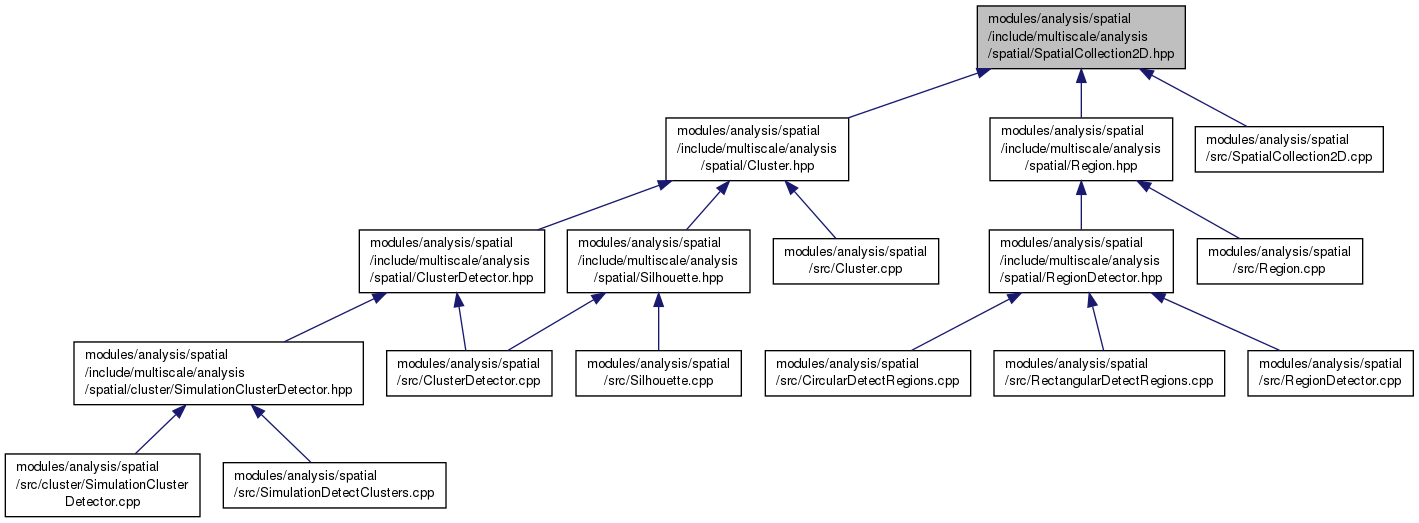 modules/analysis/spatial
/include/multiscale/analysis
/spatial/SpatialCollection2D.hpp
modules/analysis/spatial
/include/multiscale/analysis
/spatial/Cluster.hpp
modules/analysis/spatial
/include/multiscale/analysis
/spatial/Region.hpp
modules/analysis/spatial
/src/SpatialCollection2D.cpp
modules/analysis/spatial
/include/multiscale/analysis
/spatial/ClusterDetector.hpp
modules/analysis/spatial
/include/multiscale/analysis
/spatial/Silhouette.hpp
modules/analysis/spatial
/src/Cluster.cpp
modules/analysis/spatial
/include/multiscale/analysis
/spatial/RegionDetector.hpp
modules/analysis/spatial
/src/Region.cpp
modules/analysis/spatial
/include/multiscale/analysis
/spatial/cluster/SimulationClusterDetector.hpp
modules/analysis/spatial
/src/ClusterDetector.cpp
modules/analysis/spatial
/src/Silhouette.cpp
modules/analysis/spatial
/src/CircularDetectRegions.cpp
modules/analysis/spatial
/src/RectangularDetectRegions.cpp
modules/analysis/spatial
/src/RegionDetector.cpp
modules/analysis/spatial
/src/cluster/SimulationCluster
Detector.cpp
modules/analysis/spatial
/src/SimulationDetectClusters.cpp